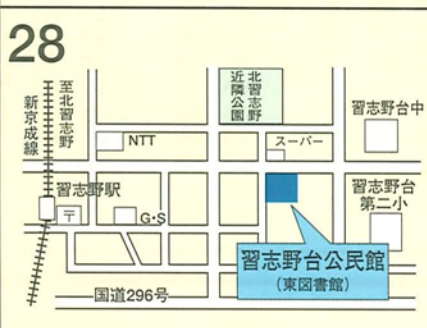 28
至北習志野
新京成線
北習志野
近隣公園
習志野台中
NTT
スーパー
習志野駅
〒
G・S
習志野台
第二小
習志野台公民館
(東図書館)
国道296号